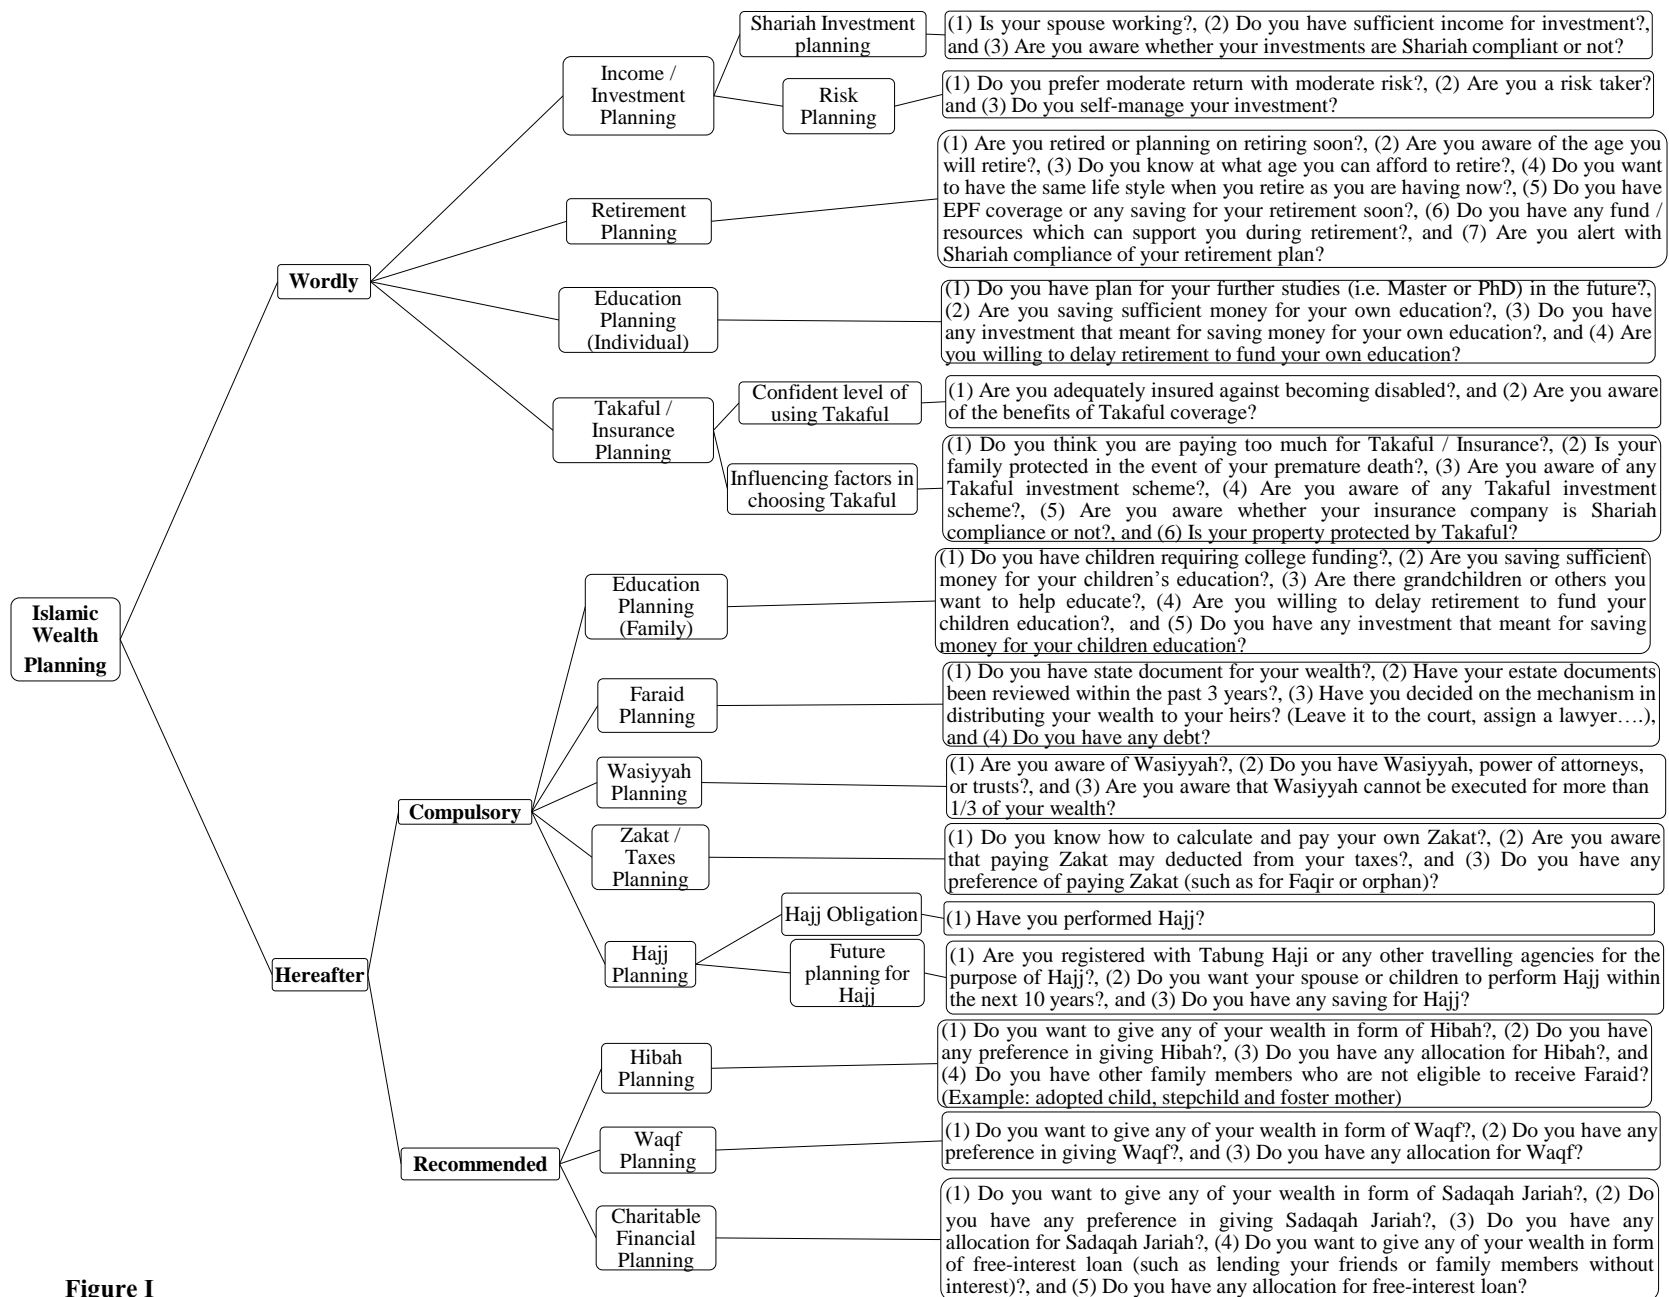 Islamic
Wealth
Planning
Wordly
Income /
Investment
Planning
Shariah Investment
planning
(1) Is your spouse working?, (2) Do you have sufficient income for investment?,
and (3) Are you aware whether your investments are Shariah compliant or not?
Risk
Planning
(1) Do you prefer moderate return with moderate risk?, (2) Are you a risk taker?
and (3) Do you self-manage your investment?
Retirement
Planning
(1) Are you retired or planning on retiring soon?, (2) Are you aware of the age you
will retire?, (3) Do you know at what age you can afford to retire?, (4) Do you want
to have the same life style when you retire as you are having now?, (5) Do you have
EPF coverage or any saving for your retirement soon?, (6) Do you have any fund /
resources which can support you during retirement?, and (7) Are you alert with
Shariah compliance of your retirement plan?
Education
Planning
(Individual)
(1) Do you have plan for your further studies (i.e. Master or PhD) in the future?,
(2) Are you saving sufficient money for your own education?, (3) Do you have
any investment that meant for saving money for your own education?, and (4) Are
you willing to delay retirement to fund your own education?
Takaful /
Insurance
Planning
Confident level of
using Takaful
(1) Are you adequately insured against becoming disabled?, and (2) Are you aware
of the benefits of Takaful coverage?
Influencing factors in
choosing Takaful
(1) Do you think you are paying too much for Takaful / Insurance?, (2) Is your
family protected in the event of your premature death?, (3) Are you aware of any
Takaful investment scheme?, (4) Are you aware of any Takaful investment
scheme?, (5) Are you aware whether your insurance company is Shariah
compliance or not?, and (6) Is your property protected by Takaful?
Hereafter
Compulsory
Education
Planning
(Family)
(1) Do you have children requiring college funding?, (2) Are you saving sufficient
money for your children's education?, (3) Are there grandchildren or others you
want to help educate?, (4) Are you willing to delay retirement to fund your
children education?, and (5) Do you have any investment that meant for saving
money for your children education?
Faraid
Planning
(1) Do you have state document for your wealth?, (2) Have your estate documents
been reviewed within the past 3 years?, (3) Have you decided on the mechanism in
distributing your wealth to your heirs? (Leave it to the court, assign a lawyer….),
and (4) Do you have any debt?
Wasiyyah
Planning
(1) Are you aware of Wasiyyah?, (2) Do you have Wasiyyah, power of attorneys,
or trusts?, and (3) Are you aware that Wasiyyah cannot be executed for more than
1/3 of your wealth?
Zakat /
Taxes
Planning
(1) Do you know how to calculate and pay your own Zakat?, (2) Are you aware
that paying Zakat may deducted from your taxes?, and (3) Do you have any
preference of paying Zakat (such as for Faqir or orphan)?
Hajj
Planning
Hajj Obligation
(1) Have you performed Hajj?
Future
planning for
Hajj
(1) Are you registered with Tabung Haji or any other travelling agencies for the
purpose of Hajj?, (2) Do you want your spouse or children to perform Hajj within
the next 10 years?, and (3) Do you have any saving for Hajj?
Recommended
Hibah
Planning
(1) Do you want to give any of your wealth in form of Hibah?, (2) Do you have
any preference in giving Hibah?, (3) Do you have any allocation for Hibah?, and
(4) Do you have other family members who are not eligible to receive Faraid?
(Example: adopted child, stepchild and foster mother)
Waqf
Planning
(1) Do you want to give any of your wealth in form of Waqf?, (2) Do you have any
preference in giving Waqf?, and (3) Do you have any allocation for Waqf?
Charitable
Financial
Planning
(1) Do you want to give any of your wealth in form of Sadaqah Jariah?, (2) Do
you have any preference in giving Sadaqah Jariah?, (3) Do you have any
allocation for Sadaqah Jariah?, (4) Do you want to give any of your wealth in form
of free-interest loan (such as lending your friends or family members without
interest)?, and (5) Do you have any allocation for free-interest loan?
Figure I